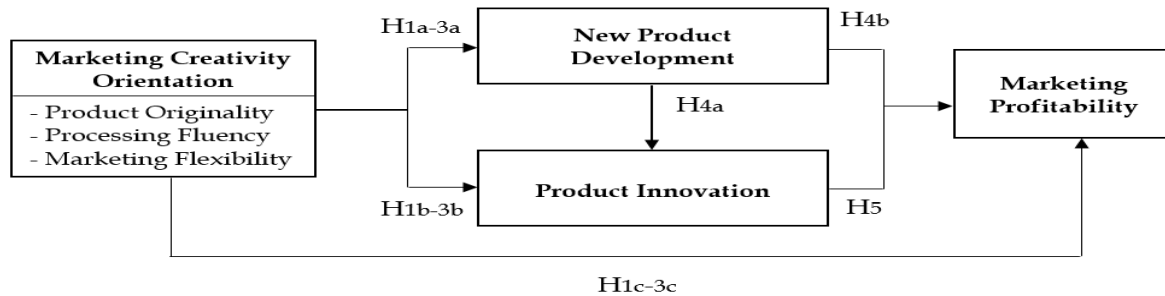 H1a-3a
New Product
Development
H4b
Marketing Creativity
Orientation
- Product Originality
- Processing Fluency
- Marketing Flexibility
H4a
Marketing
Profitability
Product Innovation
H1b-3b
H5
H1c-3c